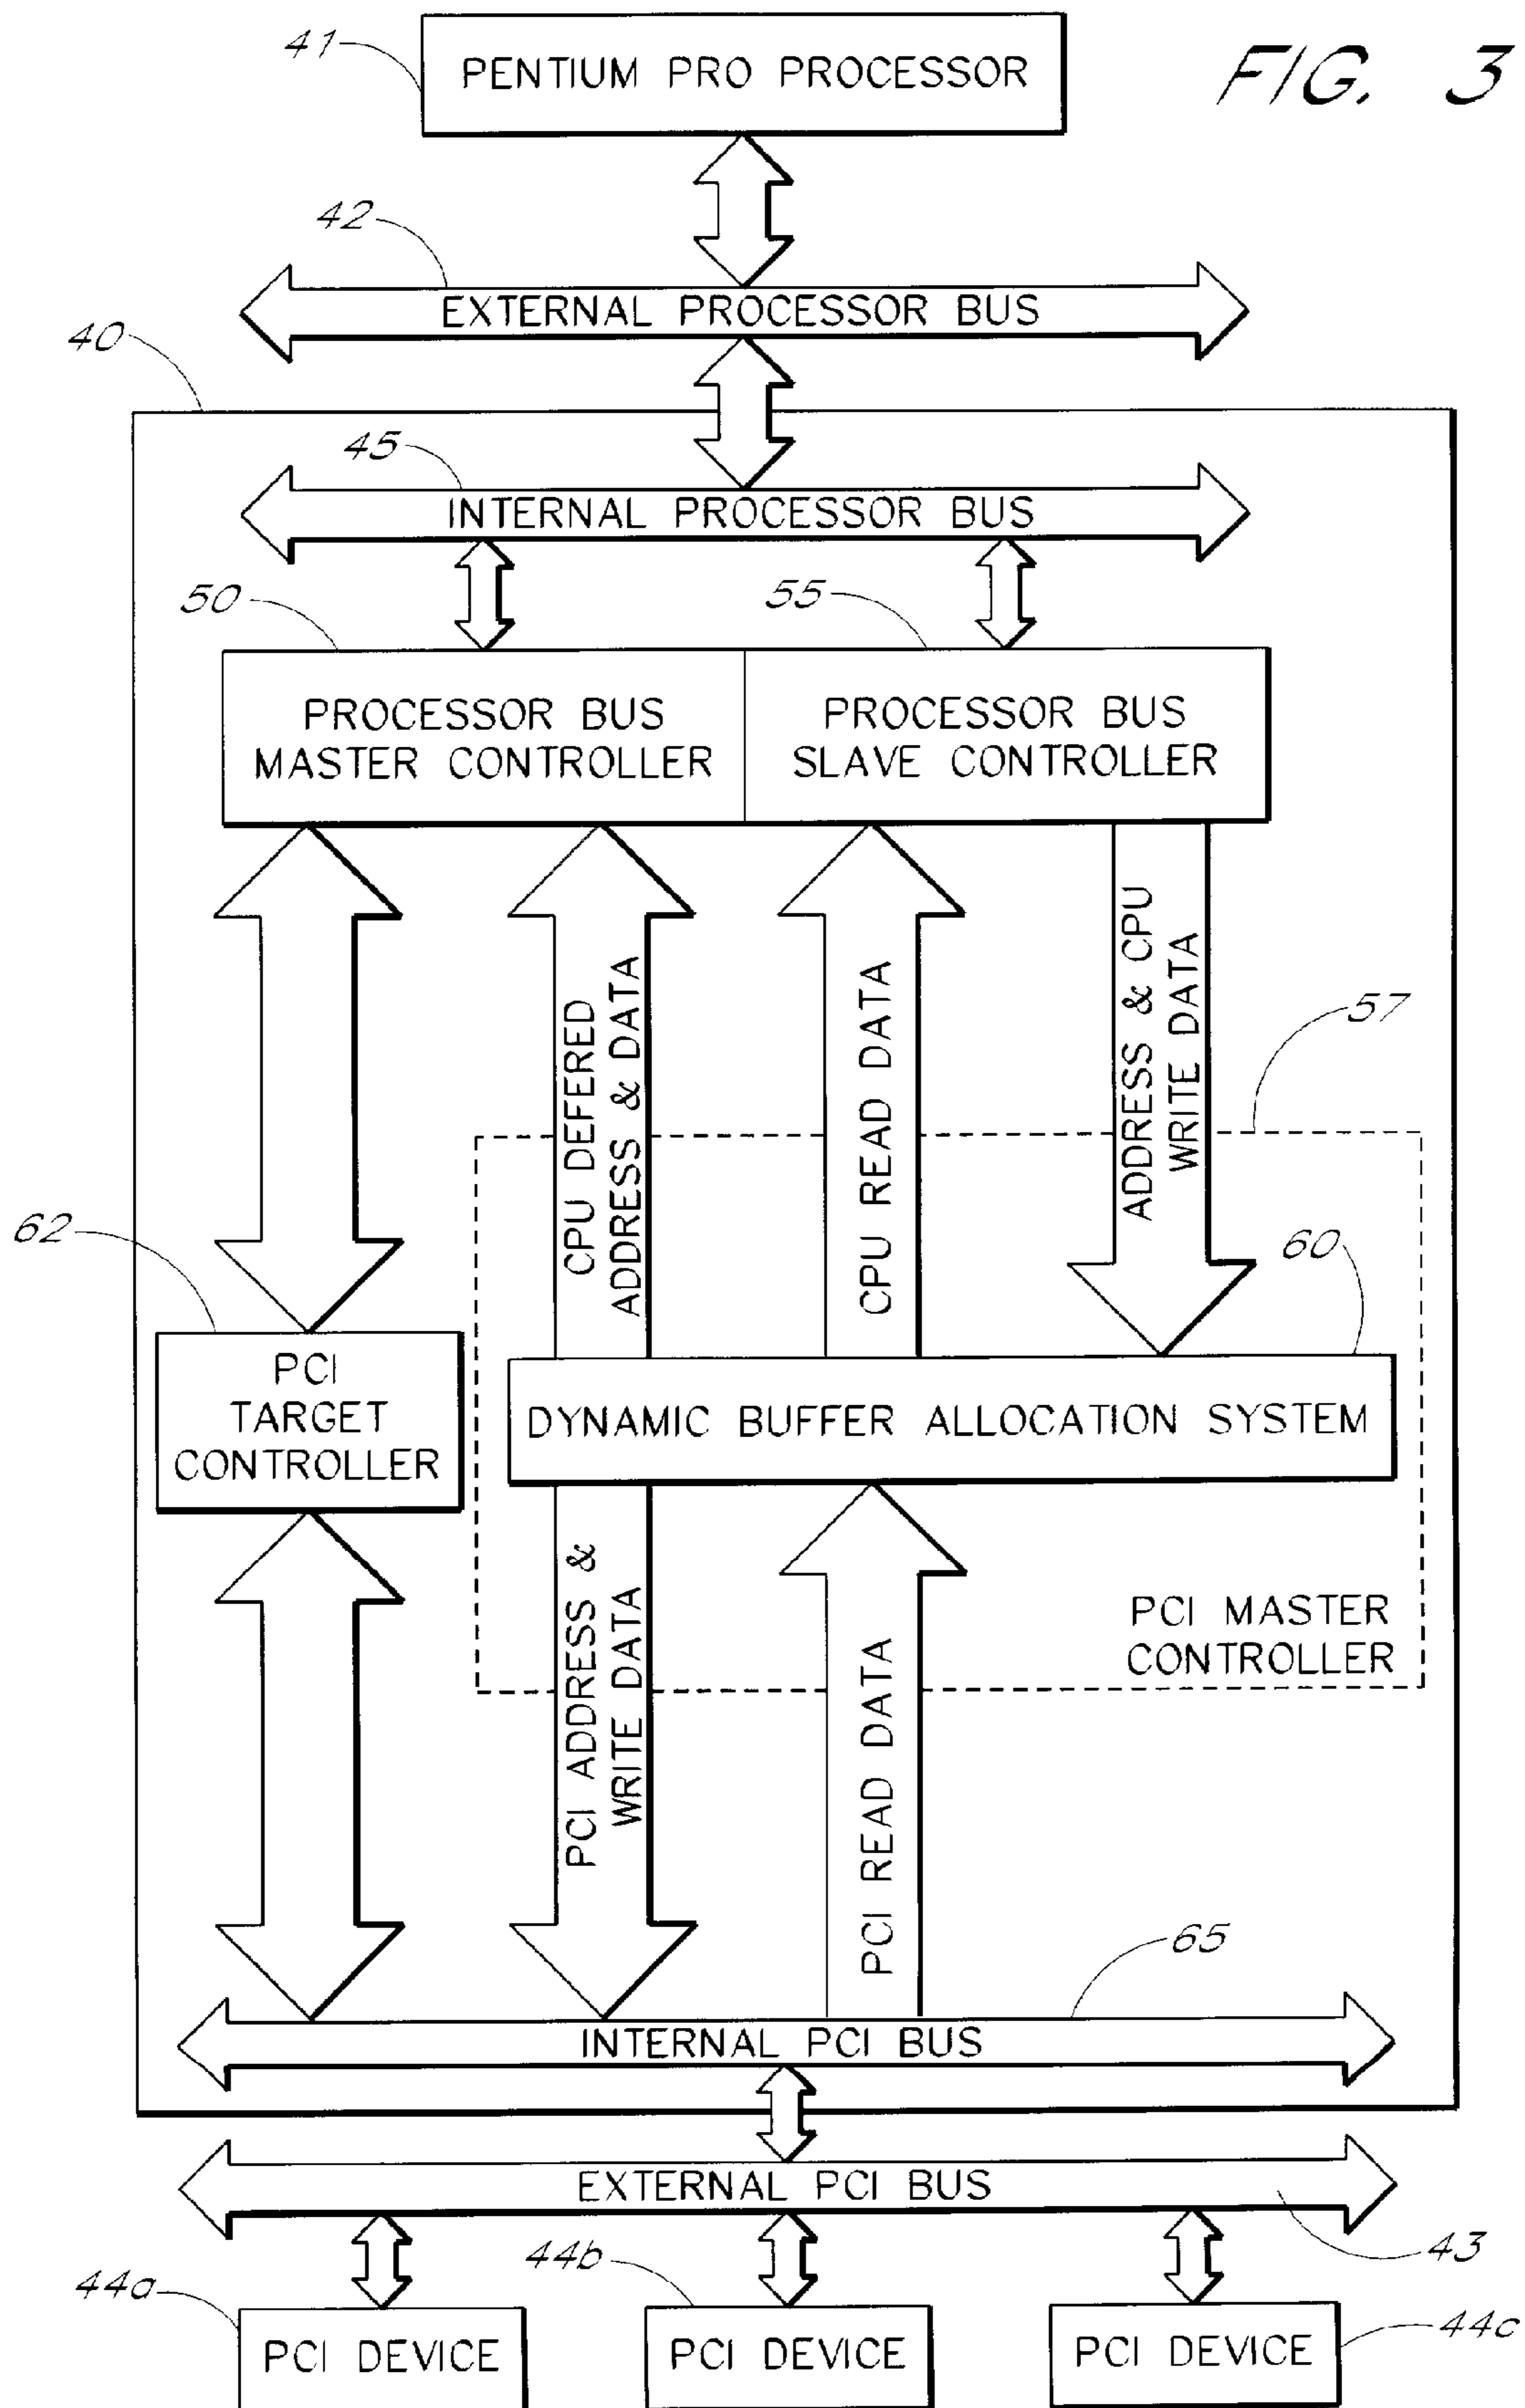 FIG. 3
41
PENTIUM PRO PROCESSOR
42
EXTERNAL PROCESSOR BUS
40
45
INTERNAL PROCESSOR BUS
50
55
PROCESSOR BUS
MASTER CONTROLLER
PROCESSOR BUS
SLAVE CONTROLLER
CPU DEFERED
ADDRESS & DATA
CPU READ DATA
ADDRESS & CPU
WRITE DATA
57
62
60
PCI
TARGET
CONTROLLER
DYNAMIC BUFFER ALLOCATION SYSTEM
PCI ADDRESS &
WRITE DATA
PCI READ DATA
PCI MASTER
CONTROLLER
65
INTERNAL PCI BUS
EXTERNAL PCI BUS
43
44a
44b
44c
PCI DEVICE
PCI DEVICE
PCI DEVICE